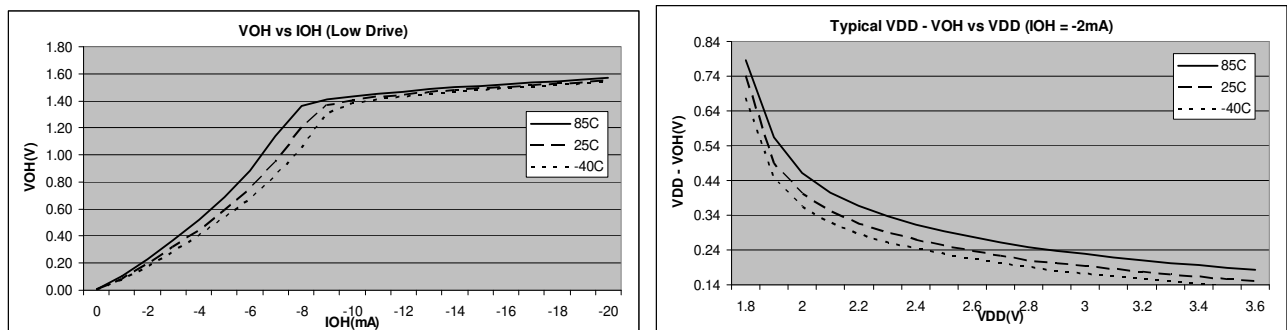 VOH vs IOH (Low Drive)
1.80
1.60
1.40
1.20
1.00
0.80
0.60
0.40
0.20
0.00
VOH(V)
85C
25C
-40C
0 -2 -4 -6 -8 -10 -12 -14 -16 -18 -20
IOH(mA)
Typical VDD - VOH vs VDD (IOH = -2mA)
0.84
0.74
0.64
0.54
0.44
0.34
0.24
0.14
VDD - VOH(V)
85C
25C
-40C
1.8 2 2.2 2.4 2.6 2.8 3 3.2 3.4 3.6
VDD(V)